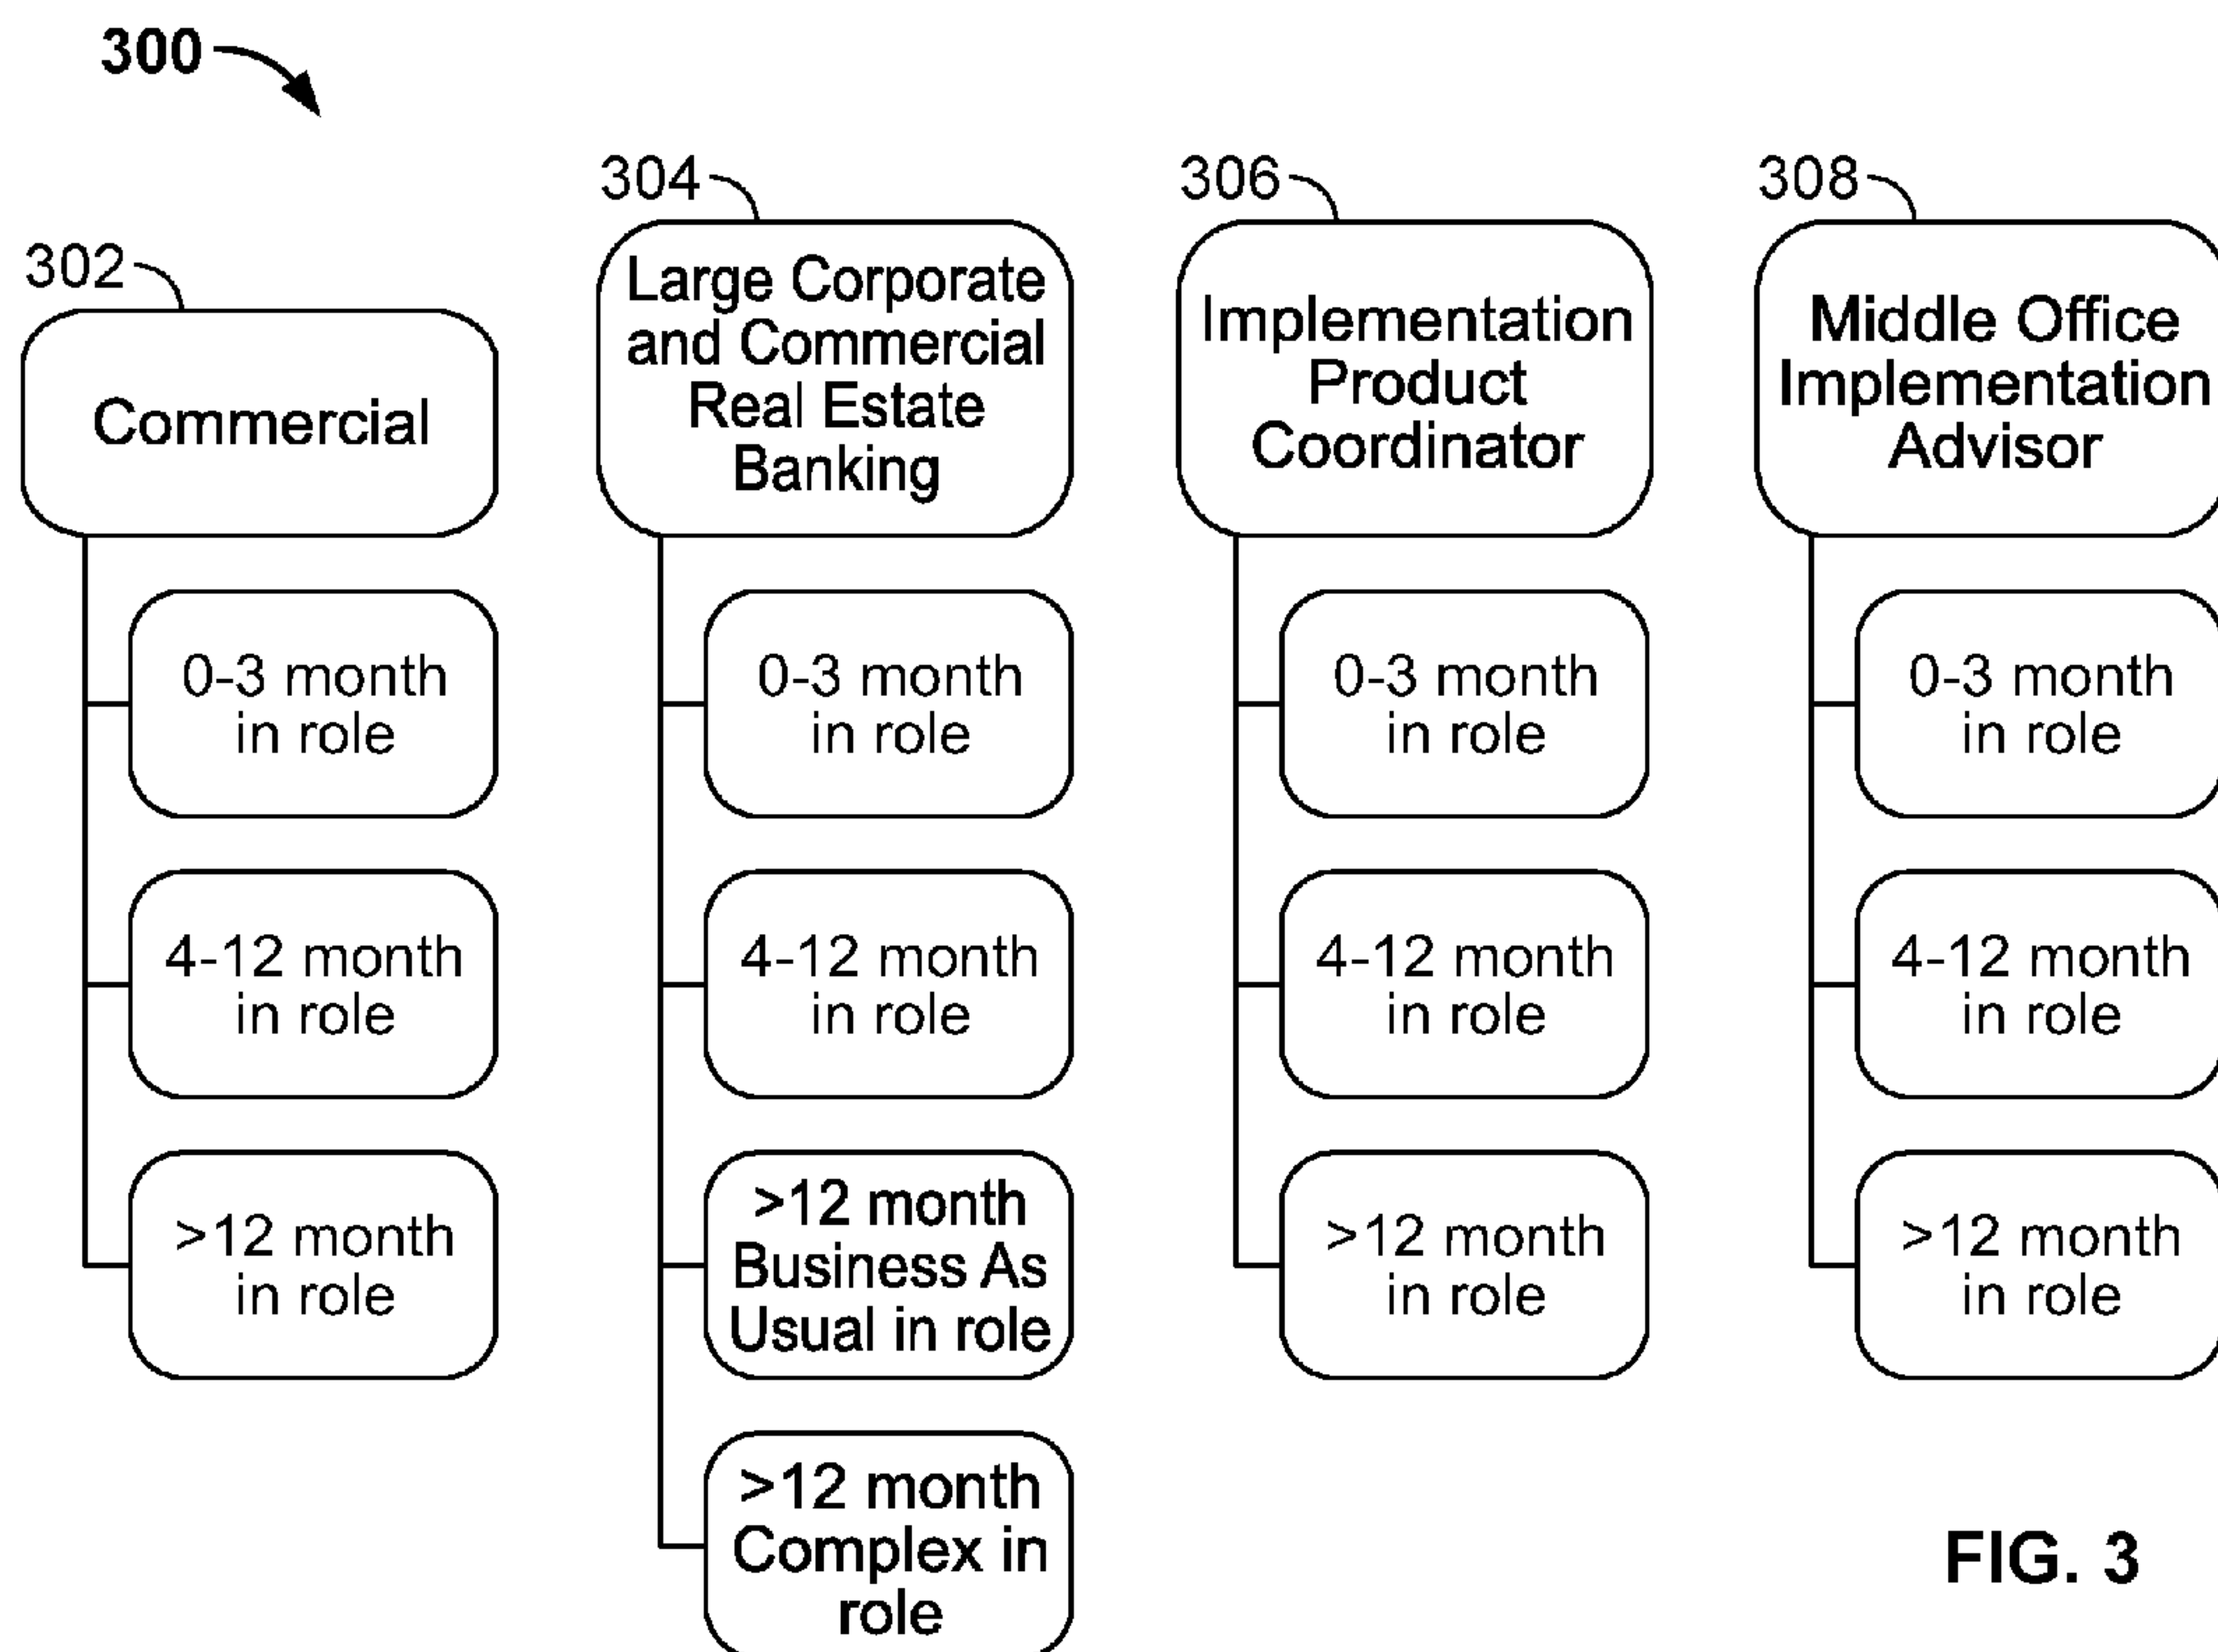 300
302
Commercial
0-3 month
in role
4-12 month
in role
>12 month
in role
304
Large Corporate
and Commercial
Real Estate
Banking
0-3 month
in role
4-12 month
in role
>12 month
Business As
Usual in role
>12 month
Complex in
role
306
Implementation
Product
Coordinator
0-3 month
in role
4-12 month
in role
>12 month
in role
308
Middle Office
Implementation
Advisor
0-3 month
in role
4-12 month
in role
>12 month
in role
FIG. 3